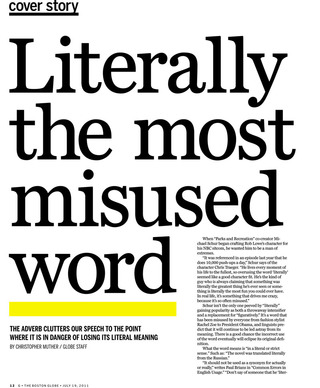 cover story
Literally
the most
misused
word
THE ADVERB CLUTTERS OUR SPEECH TO THE POINT
WHERE IT IS IN DANGER OF LOSING ITS LITERAL MEANING
BY CHRISTOPHER MUTHER / GLOBE STAFF
When "Parks and Recreation" co-creator Mi-
chael Schur began crafting Rob Lowe's character for
his NBC sitcom, he wanted him to be a man of
extremes.
"It was referenced in an episode last year that he
does 10,000 push-ups a day," Schur says of the
character Chris Traeger. "He lives every moment of
his life to the fullest, so overusing the word 'literally'
seemed like a good character fit. He's the kind of
guy who is always claiming that something was
literally the greatest thing he's ever seen or some-
thing is literally the most fun you could ever have.
In real life, it's something that drives me crazy,
because it's so often misused."
Schur isn't the only one peeved by "literally"
gaining popularity as both a throwaway intensifier
and a replacement for "figuratively." It's a word that
has been misused by everyone from fashion stylist
Rachel Zoe to President Obama, and linguists pre-
dict that it will continue to be led astray from its
meaning. There is a good chance the incorrect use
of the word eventually will eclipse its original defi-
nition.
What the word means is "in a literal or strict
sense." Such as: "The novel was translated literally
from the Russian."
"It should not be used as a synonym for actually
or really," writes Paul Brians in "Common Errors in
English Usage." "Don't say of someone that he 'liter-
12 G • THE BOSTON GLOBE • JULY 19, 2011